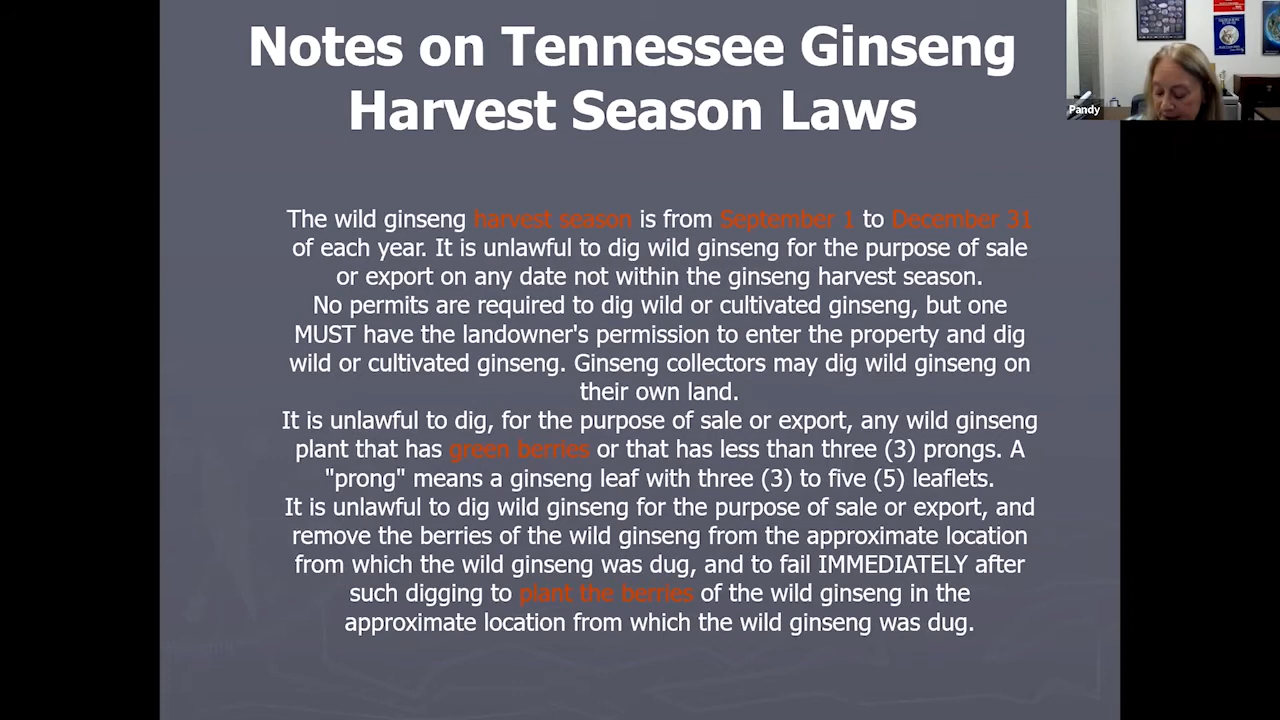 Notes on Tennessee Ginseng
Harvest Season Laws
Pandy
The wild ginseng harvest season is from September 1 to December 31
of each year. It is unlawful to dig wild ginseng for the purpose of sale
or export on any date not within the ginseng harvest season.
No permits are required to dig wild or cultivated ginseng, but one
MUST have the landowner's permission to enter the property and dig
wild or cultivated ginseng. Ginseng collectors may dig wild ginseng on
their own land.
It is unlawful to dig, for the purpose of sale or export, any wild ginseng
plant that has green berries or that has less than three (3) prongs. A
"prong" means a ginseng leaf with three (3) to five (5) leaflets.
It is unlawful to dig wild ginseng for the purpose of sale or export, and
remove the berries of the wild ginseng from the approximate location
from which the wild ginseng was dug, and to fail IMMEDIATELY after
such digging to plant the berries of the wild ginseng in the
approximate location from which the wild ginseng was dug.